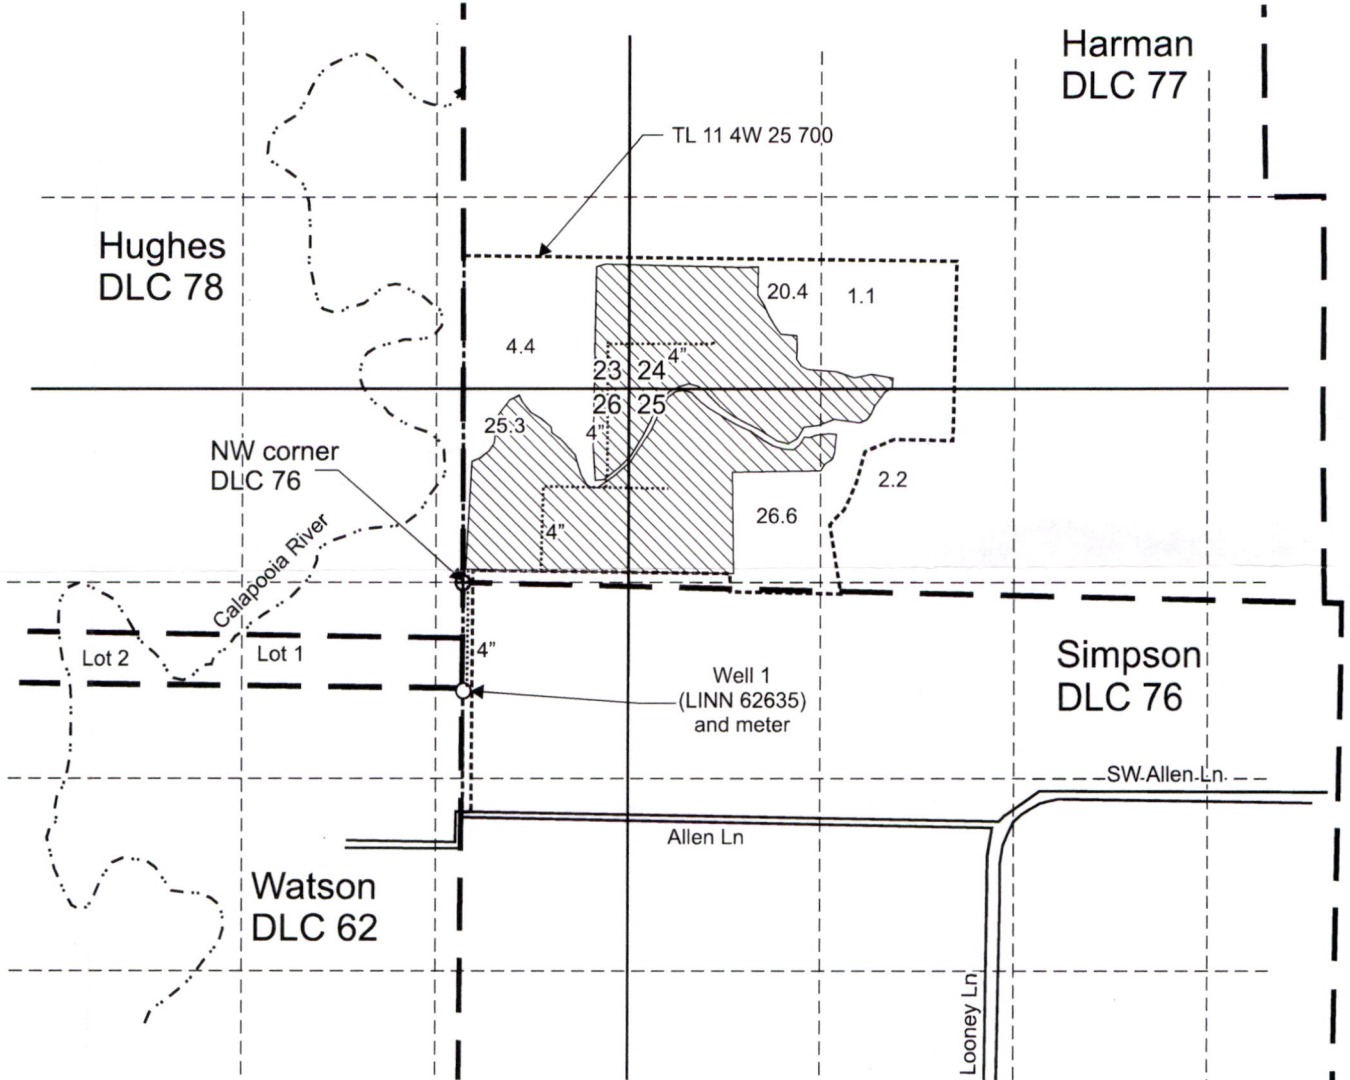 Harman
DLC 77
TL 11 4W 25 700
Hughes
DLC 78
20.4
1.1
4.4
23
24
4”
26
25
25.3
4”
NW corner
DLC 76
2.2
26.6
4”
Calapooia River
Lot 2
Lot 1
4”
Simpson
DLC 76
Well 1
(LINN 62635)
and meter
SW Allen Ln
Allen Ln
Watson
DLC 62
Looney Ln